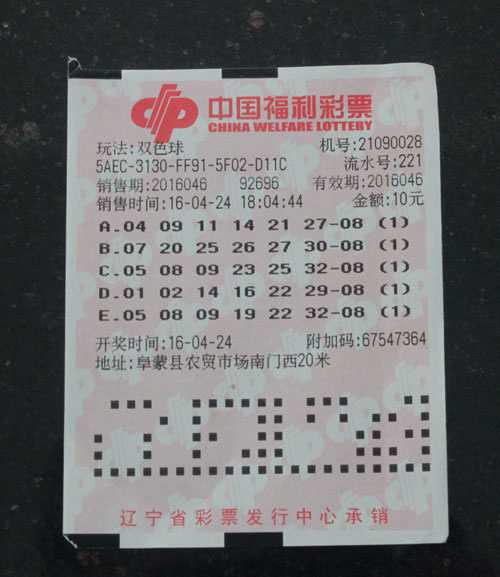 中国福利彩票
CHINA WELFARE LOTTERY
玩法:双色球 机号:21090028
5AEC-3130-FF91-5F02-D11C 流水号:221
销售期:2016046 92696 有效期:2016046
销售时间:16-04-24 18:04:44 金额:10元
A.04 09 11 14 21 27-08 (1)
B.07 20 25 26 27 30-08 (1)
C.05 08 09 23 25 32-08 (1)
D.01 02 14 16 22 29-08 (1)
E.05 08 09 19 22 32-08 (1)
开奖时间:16-04-24 附加码:67547364
地址:阜蒙县农贸市场南门西20米
辽宁省彩票发行中心承销